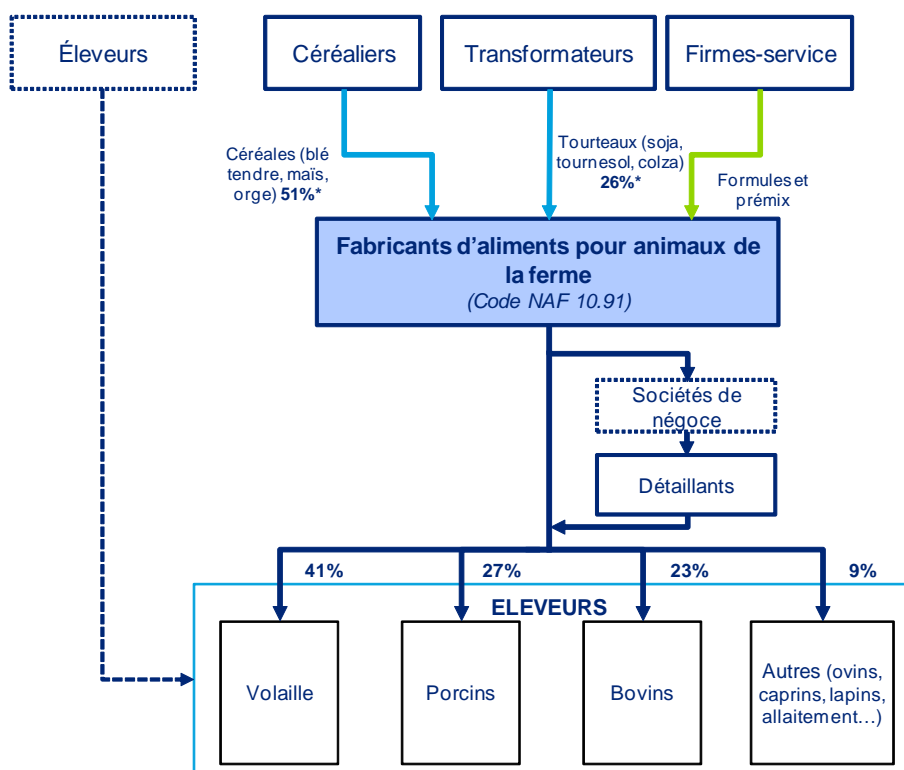 Éleveurs
Céréaliers
Transformateurs
Firmes-service
Céréales (blé
tendre, maïs,
orge) 51%*
Tourteaux (soja,
tournesol, colza)
26%*
Formules et
prémix
Fabricants d'aliments pour animaux de
la ferme
(Code NAF 10.91)
Sociétés de
négoce
Détaillants
41%
27%
23%
9%
ELEVEURS
Volaille
Porcins
Bovins
Autres (ovins,
caprins, lapins,
allaitement…)